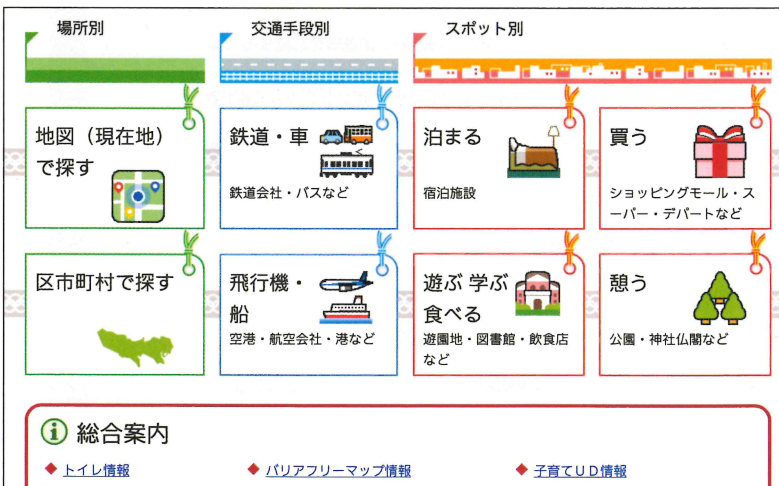 場所別
交通手段別
スポット別
地図（現在地）
で探す
鉄道・車
鉄道会社・バスなど
泊まる
宿泊施設
買う
ショッピングモール・ス
ーパー・デパートなど
区市町村で探す
飛行機・
船
空港・航空会社・港など
遊ぶ 学ぶ
食べる
遊園地・図書館・飲食店
など
憩う
公園・神社仏閣など
総合案内
トイレ情報
バリアフリーマップ情報
子育てＵＤ情報